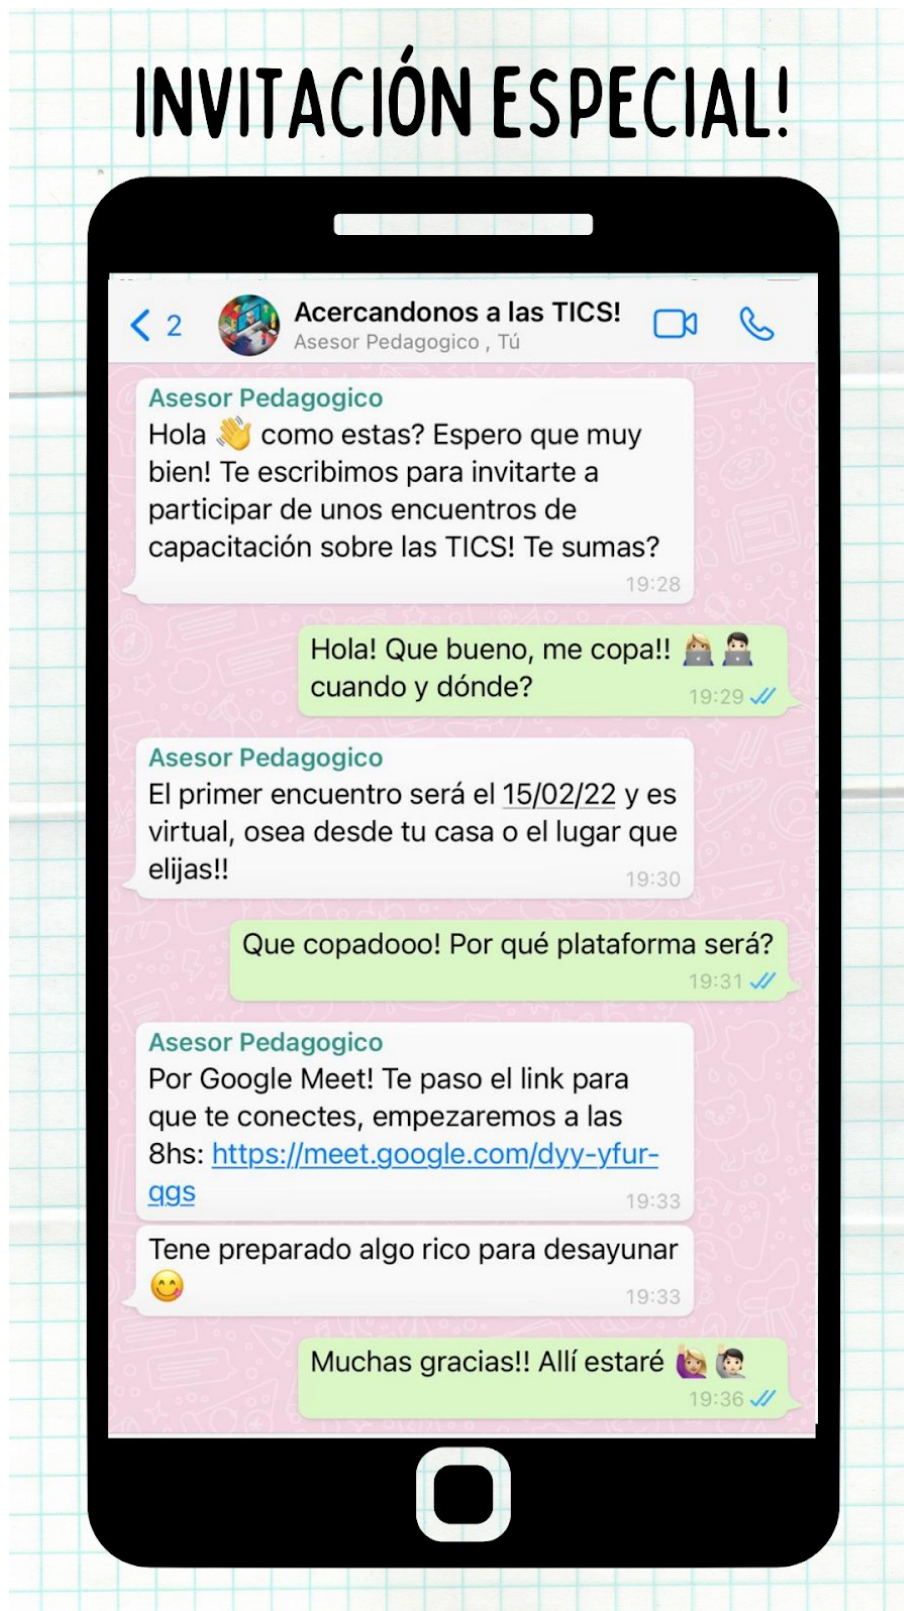 INVITACIÓN ESPECIAL!
2
Acercandonos a las TICS!
Asesor Pedagogico , Tú
Asesor Pedagogico
Hola 👋 como estas? Espero que muy
bien! Te escribimos para invitarte a
participar de unos encuentros de
capacitación sobre las TICS! Te sumas?
19:28
Hola! Que bueno, me copa!! 👩🏼‍💻 🧑🏻‍💻
cuando y dónde?
19:29
Asesor Pedagogico
El primer encuentro será el 15/02/22 y es
virtual, osea desde tu casa o el lugar que
elijas!!
19:30
Que copadooo! Por qué plataforma será?
19:31
Asesor Pedagogico
Por Google Meet! Te paso el link para
que te conectes, empezaremos a las
8hs: https://meet.google.com/dyy-yfur-
qgs
19:33
Tene preparado algo rico para desayunar
😋
19:33
Muchas gracias!! Allí estaré 🙋🏼‍♀️ 🙋🏻
19:36